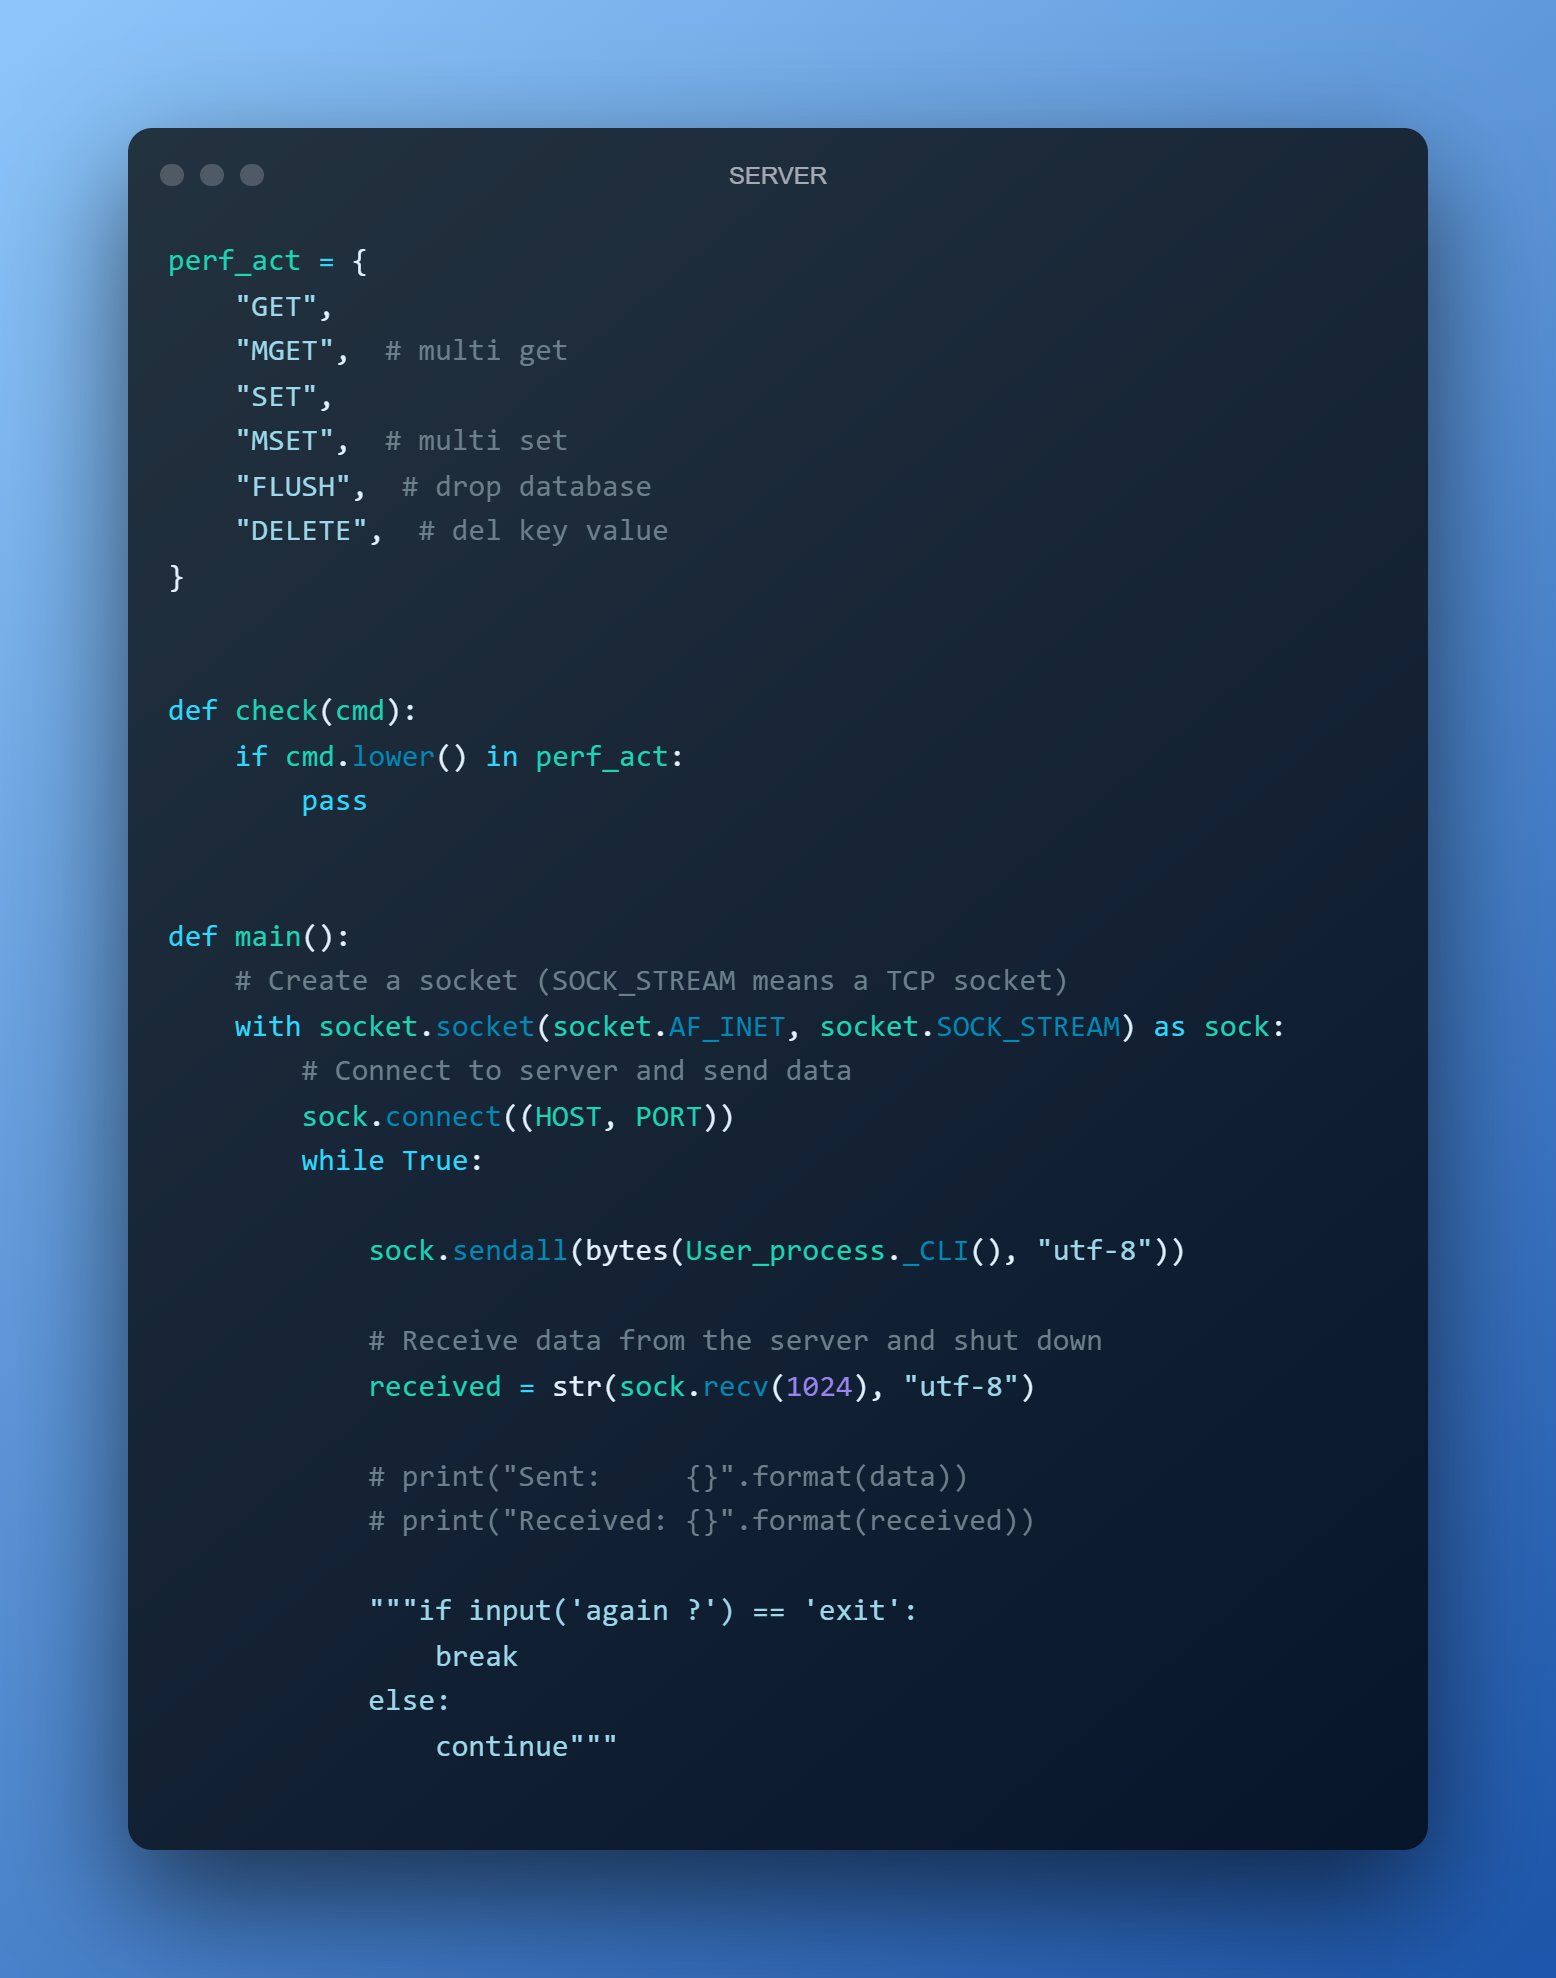 SERVER
perf_act = {
    "GET",
    "MGET",  # multi get
    "SET",
    "MSET",  # multi set
    "FLUSH",  # drop database
    "DELETE",  # del key value
}
def check(cmd):
    if cmd.lower() in perf_act:
        pass
def main():
    # Create a socket (SOCK_STREAM means a TCP socket)
    with socket.socket(socket.AF_INET, socket.SOCK_STREAM) as sock:
        # Connect to server and send data
        sock.connect((HOST, PORT))
        while True:
            sock.sendall(bytes(User_process._CLI(), "utf-8"))
            # Receive data from the server and shut down
            received = str(sock.recv(1024), "utf-8")
            # print("Sent:     {}".format(data))
            # print("Received: {}".format(received))
            """if input('again ?') == 'exit':
                break
            else:
                continue"""